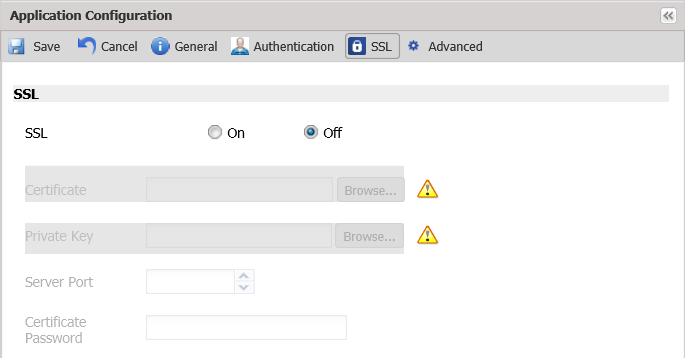 Application Configuration
Save Cancel General Authentication SSL Advanced
SSL
SSL On Off
Certificate Browse...
Private Key Browse...
Server Port
Certificate
Password